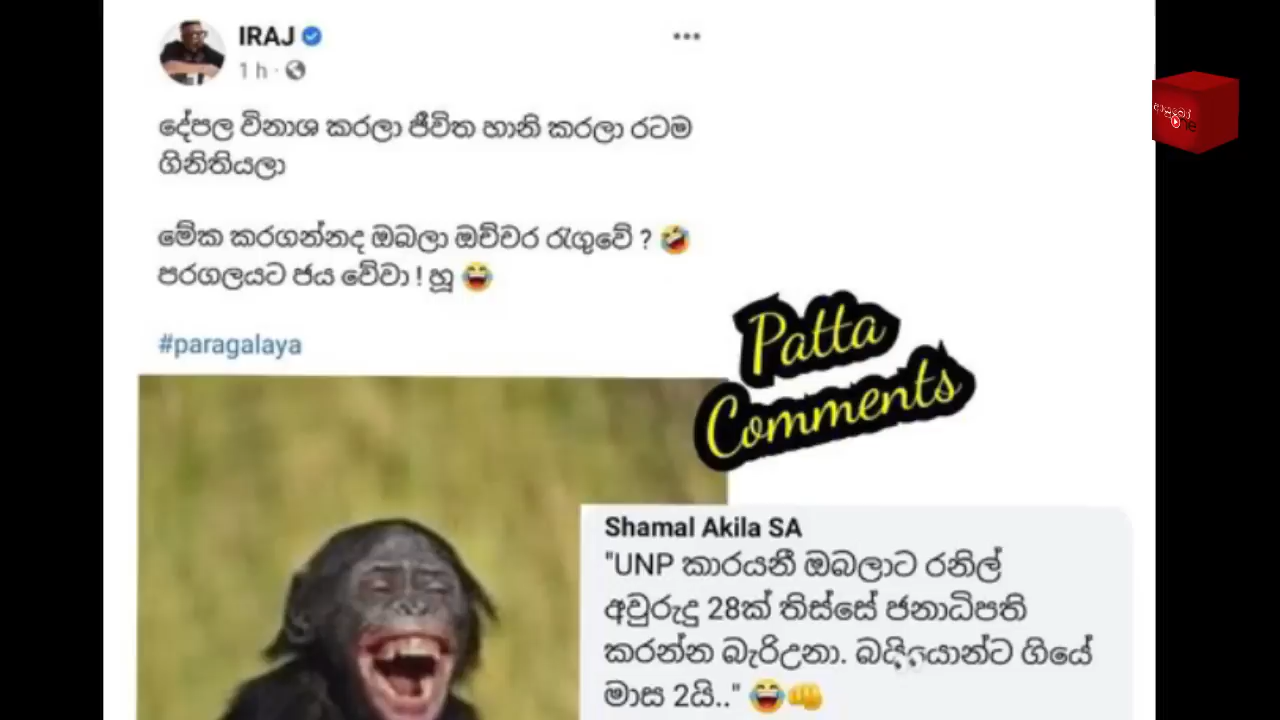 IRAJ
1 h
දේපල විනාශ කරලා ජීවිත හානි කරලා රටම
ගිනිතියලා
මේක කරගන්නද ඔබලා ඔච්චර රැගුවේ ? 🤣
පරගලයට ජය වේවා ! හූ 😂
#paragalaya
Patta
Comments
Shamal Akila SA
"UNP කාරයනී ඔබලාට රනිල්
අවුරුදු 28ක් තිස්සේ ජනාධිපති
කරන්න බැරිඋනා. ගියේ
මාස 2යි.." 😂👊